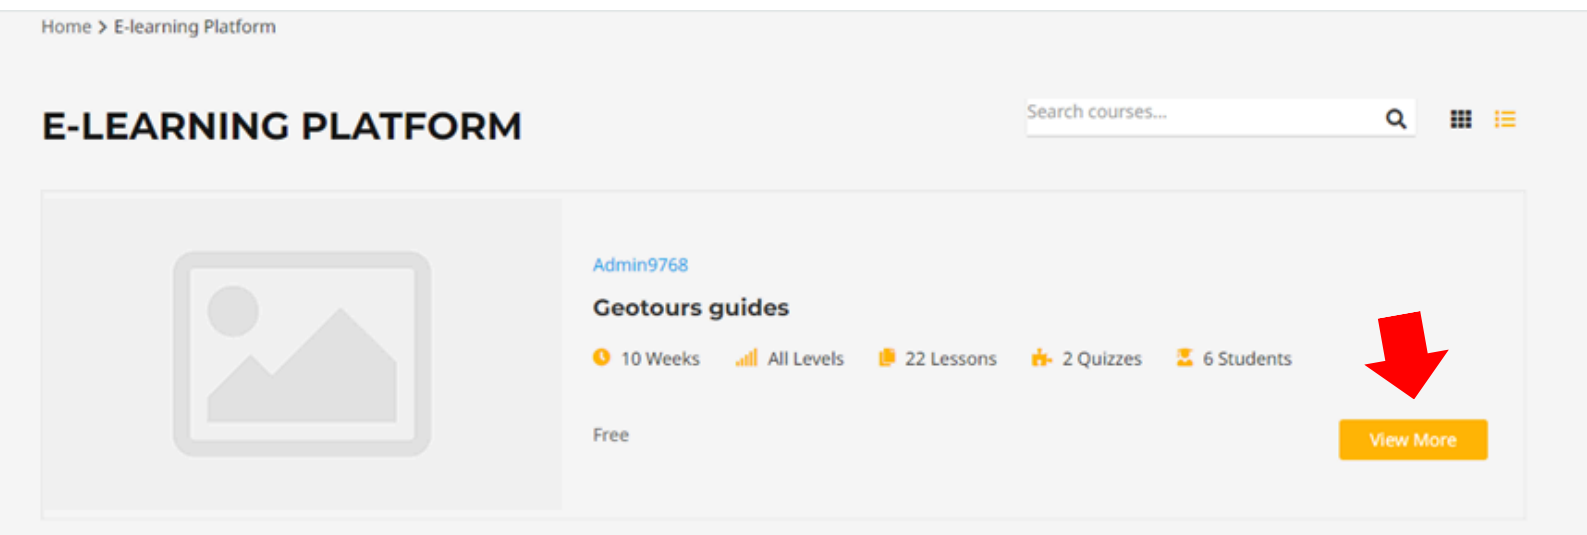 Home > E-learning Platform
E-LEARNING PLATFORM
Search courses...
Admin9768
Geotours guides
10 Weeks All Levels 22 Lessons 2 Quizzes 6 Students
Free
View More